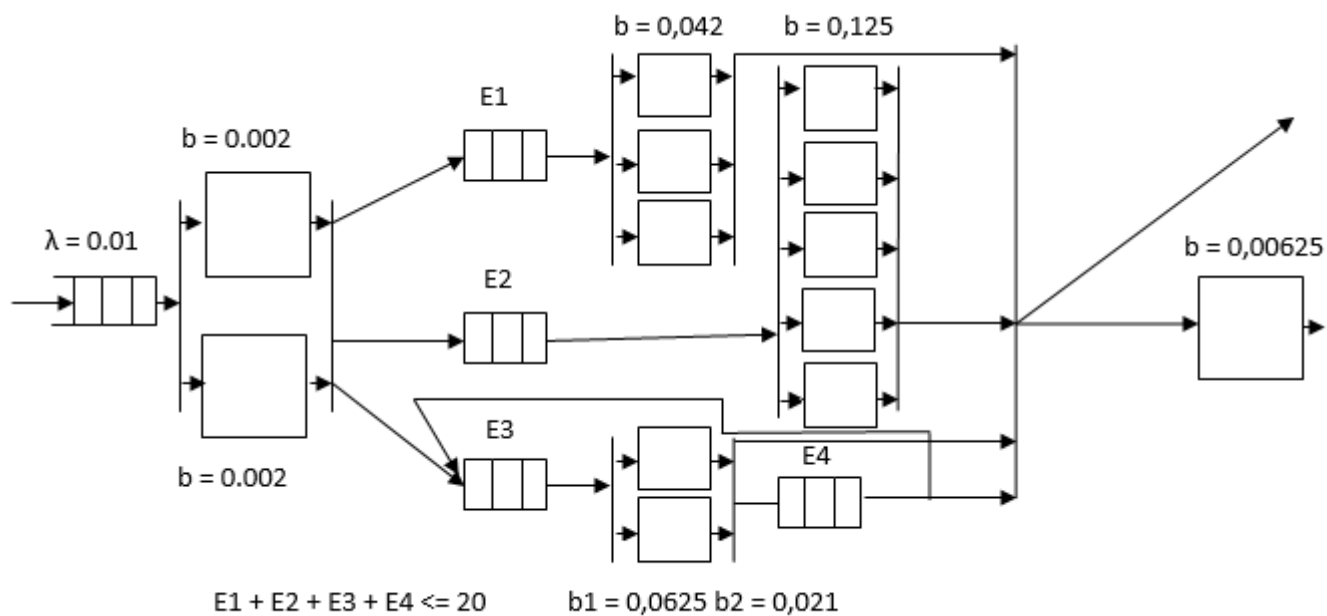 b = 0,042
b = 0,125
E1
b = 0.002
λ = 0.01
E2
b = 0,00625
E3
E4
b = 0.002
E1 + E2 + E3 + E4 <= 20
b1 = 0,0625 b2 = 0,021